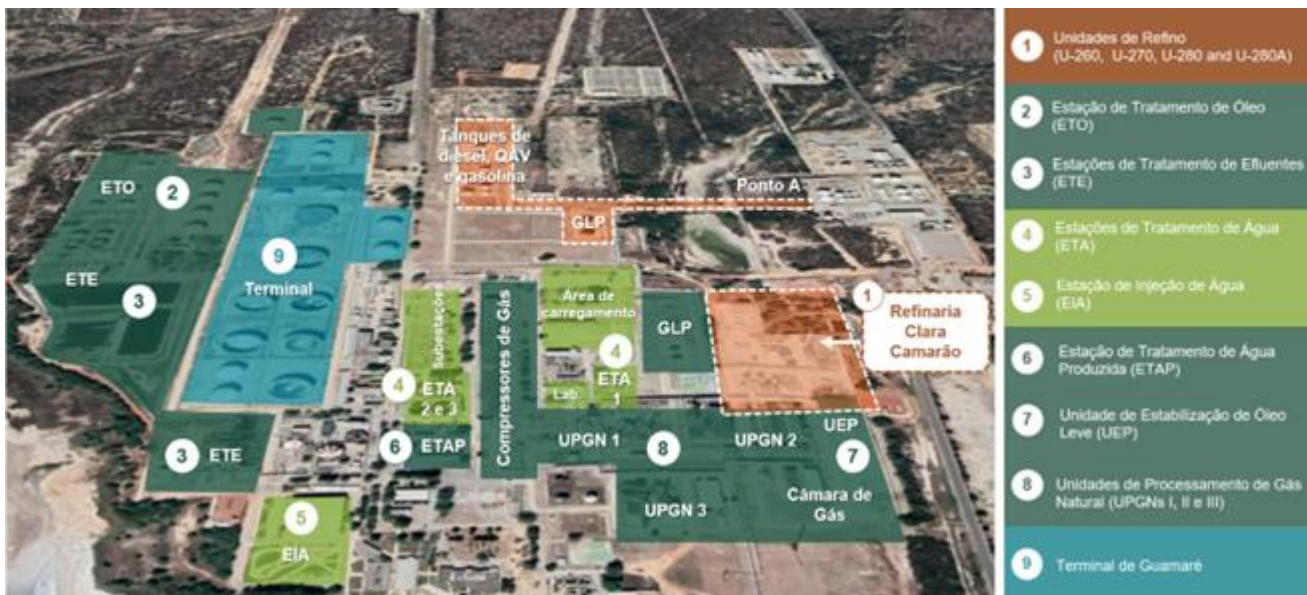 Tanques de
diesel, QAV
e gasolina
Ponto A
GLP
ETO
2
ETE
3
9
Terminal
Subestações
Compressores de Gás
Área de
carregamento
GLP
1
Refinaria
Clara
Camarão
4
ETA
2 e 3
4
ETA
1
Lab.
6
ETAP
3
ETE
UPGN 1
8
UPGN 2
UEP
7
Câmara de
Gás
UPGN 3
5
EIA
1
Unidades de Refino
(U-260, U-270, U-280 and U-280A)
2
Estação de Tratamento de Óleo
(ETO)
3
Estações de Tratamento de Efluentes
(ETE)
4
Estações de Tratamento de Água
(ETA)
5
Estação de Injeção de Água
(EIA)
6
Estação de Tratamento de Água
Produzida (ETAP)
7
Unidade de Estabilização de Óleo
Leve (UEP)
8
Unidades de Processamento de Gás
Natural (UPGNs I, II e III)
9
Terminal de Guamaré